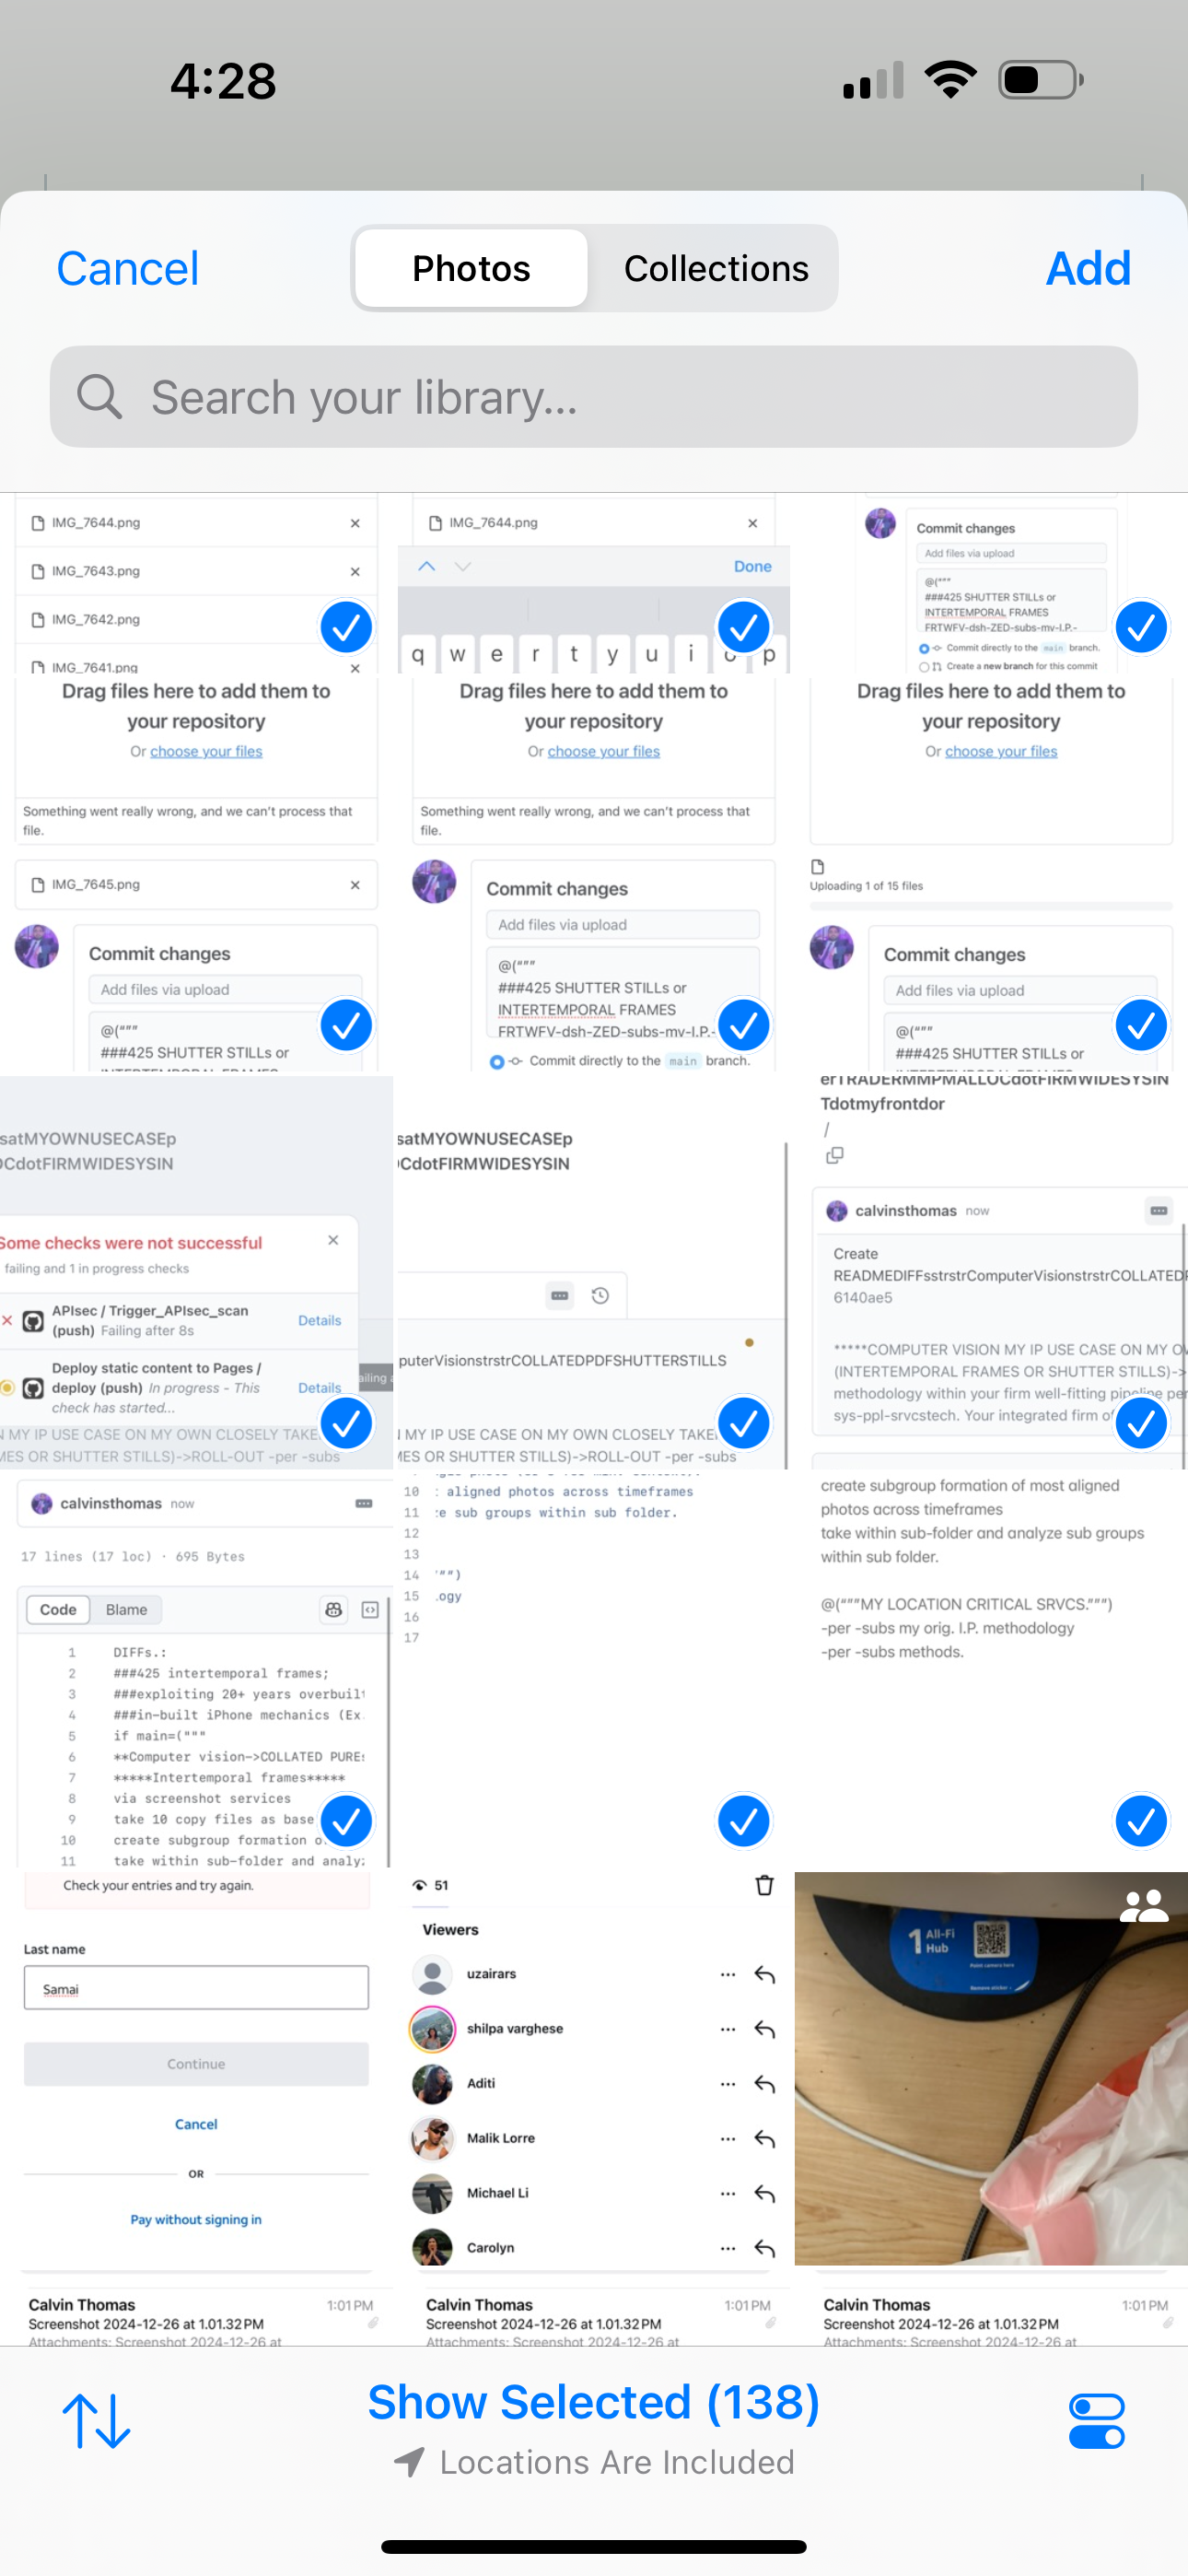 4:28
Cancel
Photos
Collections
Add
Search your library...
IMG_7644.png
IMG_7643.png
IMG_7642.png
IMG_7641.png
IMG_7644.png
Done
q w e r t y u i o p
Commit changes
Add files via upload
@("""
###425 SHUTTER STILLs or
INTERTEMPORAL FRAMES
FRTWFV-dsh-ZED-subs-mv-I.P.-
Commit directly to the main branch.
Create a new branch for this commit
Drag files here to add them to
your repository
Or choose your files
Something went really wrong, and we can't process that
file.
IMG_7645.png
Commit changes
Add files via upload
@("""
###425 SHUTTER STILLs or
Drag files here to add them to
your repository
Or choose your files
Something went really wrong, and we can't process that
file.
Commit changes
Add files via upload
@("""
###425 SHUTTER STILLs or
INTERTEMPORAL FRAMES
FRTWFV-dsh-ZED-subs-mv-I.P.-
Commit directly to the main branch.
Drag files here to add them to
your repository
Or choose your files
Uploading 1 of 15 files
Commit changes
Add files via upload
@("""
###425 SHUTTER STILLs or
satMYOWNUSECASEp
CdotFIRMWIDESYSIN
Some checks were not successful
failing and 1 in progress checks
APIsec / Trigger_APIsec_scan
(push) Failing after 8s
Details
Deploy static content to Pages /
deploy (push) In progress - This
check has started...
Details
ailing a
N MY IP USE CASE ON MY OWN CLOSELY TAKE
MES OR SHUTTER STILLS)->ROLL-OUT -per -subs
satMYOWNUSECASEp
CdotFIRMWIDESYSIN
puterVisionstrstrCOLLATEDPDFSHUTTERSTILLS
N MY IP USE CASE ON MY OWN CLOSELY TAKE
MES OR SHUTTER STILLS)->ROLL-OUT -per -subs
erTRADERMMPMALLOCdotFIRMWIDESYSIN
Tdotmyfrontdor
/
calvinsthomas now
Create
READMEDIFFsstrstrComputerVisionstrstrCOLLATED
6140ae5
*****COMPUTER VISION MY IP USE CASE ON MY O
(INTERTEMPORAL FRAMES OR SHUTTER STILLS)->
methodology within your firm well-fitting pipeline per
sys-ppl-srvcstech. Your integrated firm of
calvinsthomas now
17 lines (17 loc) · 695 Bytes
Code
Blame
1 DIFFs.:
2 ###425 intertemporal frames;
3 ###exploiting 20+ years overbuilt
4 ###in-built iPhone mechanics (Ex.
5 if main=("""
6 **Computer vision->COLLATED PUREs
7 *****Intertemporal frames*****
8 via screenshot services
9 take 10 copy files as base
10 create subgroup formation o
11 take within sub-folder and analyz
10 : aligned photos across timeframes
11 :e sub groups within sub folder.
12
13
14 "")
15 .ogy
16
17
create subgroup formation of most aligned
photos across timeframes
take within sub-folder and analyze sub groups
within sub folder.
@("""MY LOCATION CRITICAL SRVCS.""")
-per -subs my orig. I.P. methodology
-per -subs methods.
Check your entries and try again.
Last name
Samai
Continue
Cancel
OR
Pay without signing in
51
Viewers
uzairars
shilpa varghese
Aditi
Malik Lorre
Michael Li
Carolyn
1 All-Fi
Hub
Point camera here
Remove sticker
Calvin Thomas 1:01 PM
Screenshot 2024-12-26 at 1.01.32 PM
Attachments: Screenshot 2024-12-26 at
Calvin Thomas 1:01 PM
Screenshot 2024-12-26 at 1.01.32 PM
Attachments: Screenshot 2024-12-26 at
Calvin Thomas 1:01 PM
Screenshot 2024-12-26 at 1.01.32 PM
Attachments: Screenshot 2024-12-26 at
Show Selected (138)
Locations Are Included